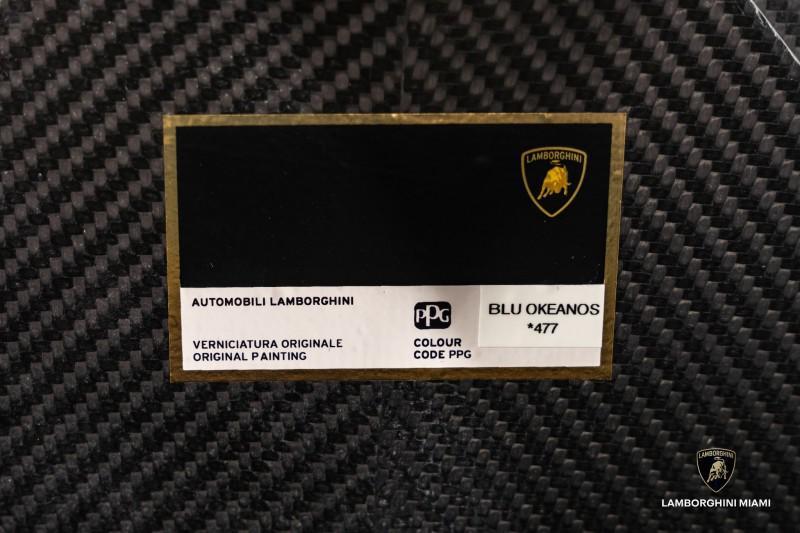 LAMBORGHINI
AUTOMOBILI LAMBORGHINI
VERNICIATURA ORIGINALE
ORIGINAL PAINTING
PPG
COLOUR
CODE PPG
BLU OKEANOS
*477
LAMBORGHINI
LAMBORGHINI MIAMI